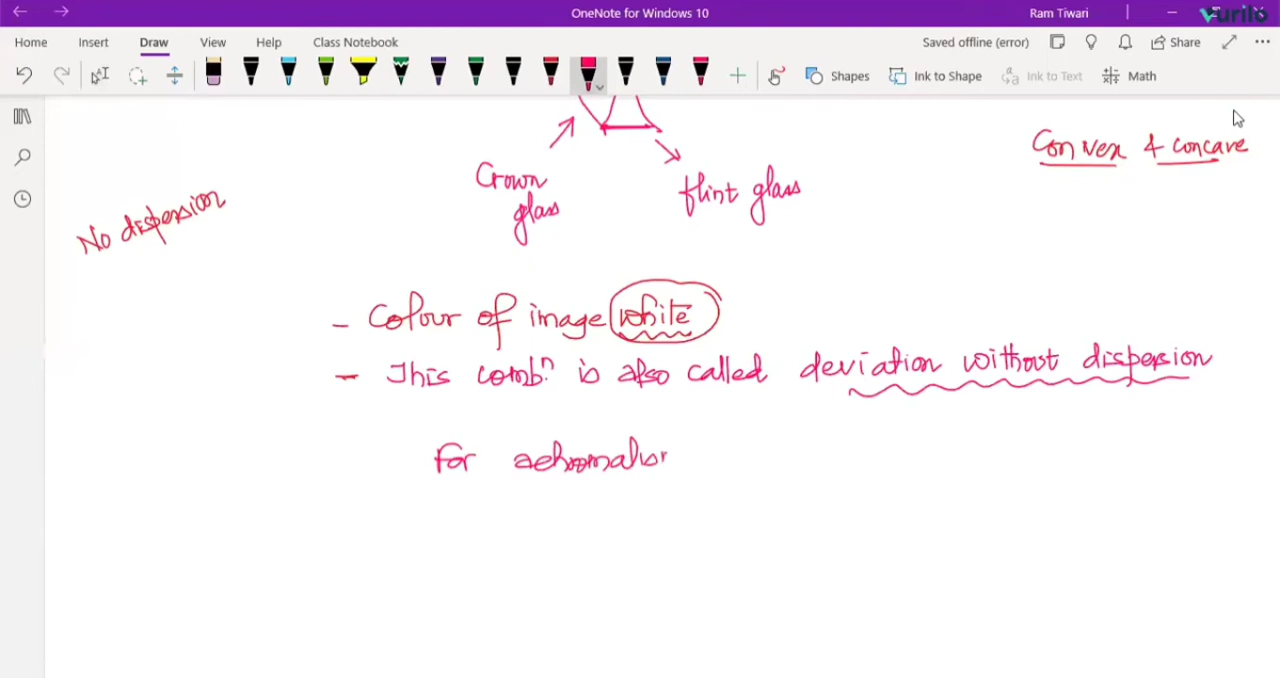 OneNote for Windows 10
Ram Tiwari
vurilo
Home Insert Draw View Help Class Notebook
Saved offline (error) Share
Shapes Ink to Shape Ink to Text Math
Convex & concave
Crown glass
flint glass
No dispersion
- Colour of image white
- This combn is also called deviation without dispersion
For